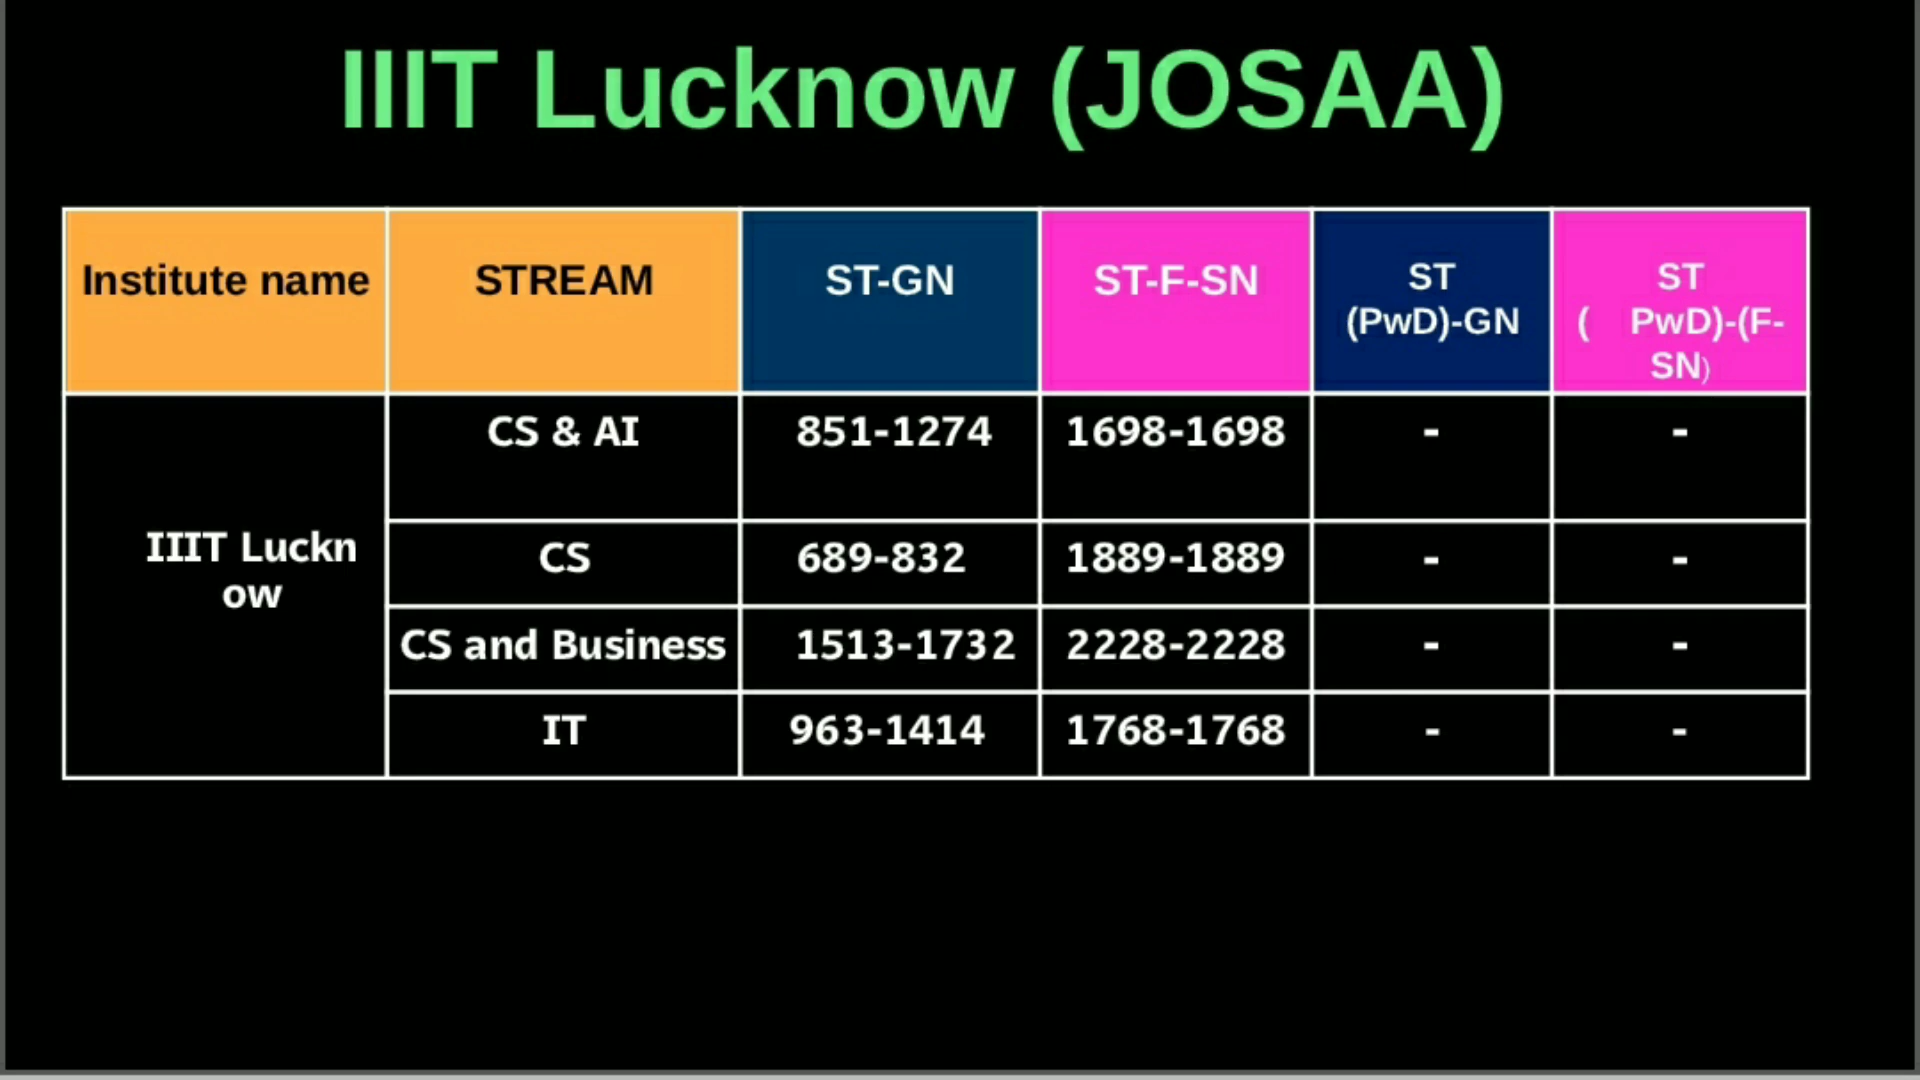 IIIT Lucknow (JOSAA)
Institute name STREAM ST-GN ST-F-SN ST (PwD)-GN ST ( PwD)-(F-SN)
IIIT Luckn
ow
CS & AI 851-1274 1698-1698 - -
CS 689-832 1889-1889 - -
CS and Business 1513-1732 2228-2228 - -
IT 963-1414 1768-1768 - -